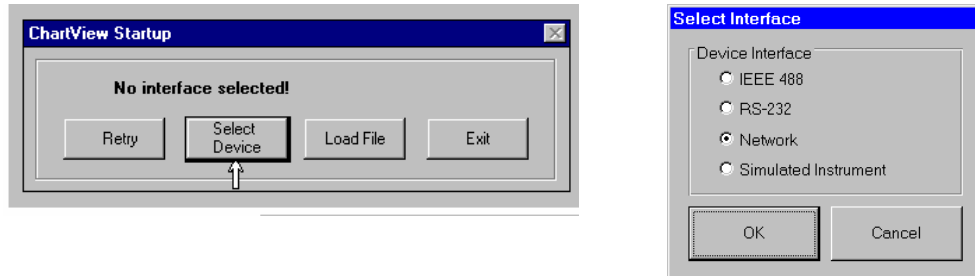 ChartView Startup
No interface selected!
Retry
Select
Device
Load File
Exit
Select Interface
Device Interface
IEEE 488
RS-232
Network
Simulated Instrument
OK
Cancel